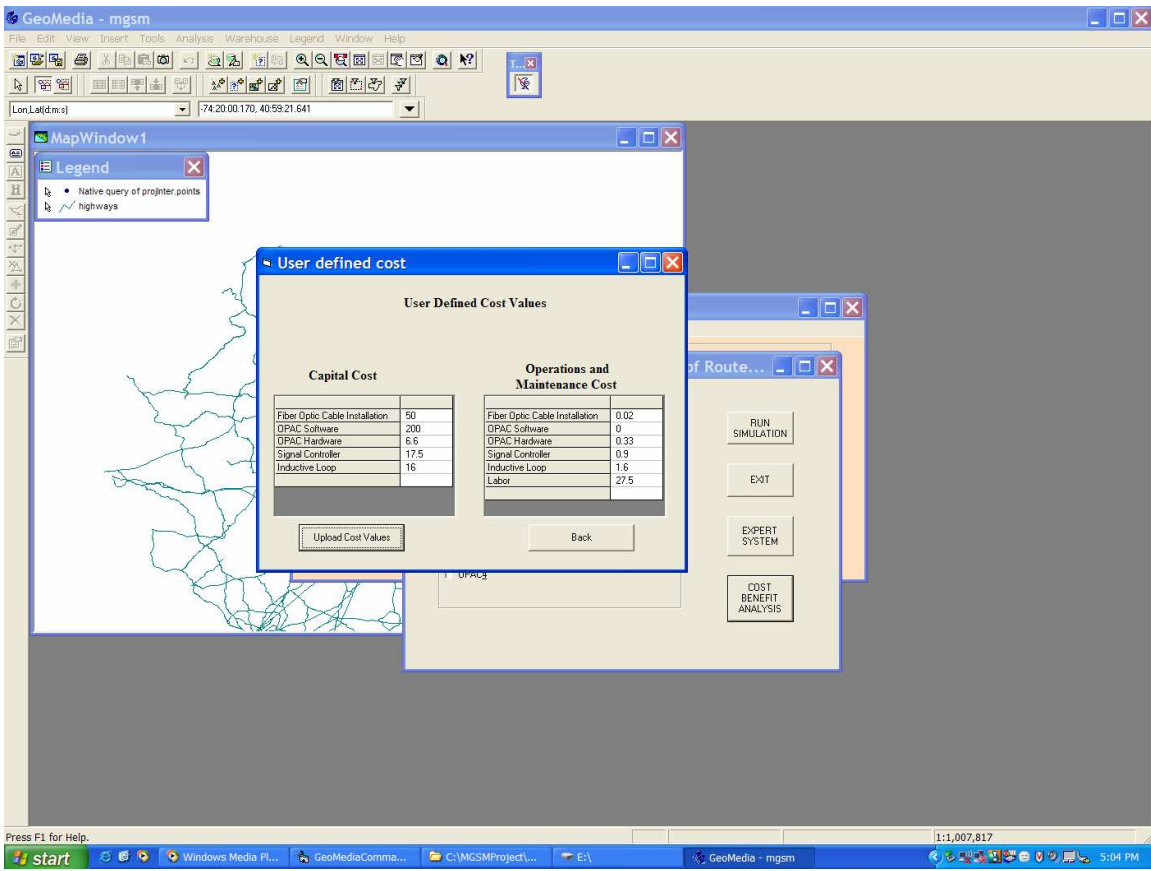 GeoMedia - mgsm
File Edit View Insert Tools Analysis Warehouse Legend Window Help
T...
Lon,Lat(d:m:s) -74:20:00.170, 40:59:21.641
MapWindow1
Legend
Native query of projinter.points
highways
User defined cost
User Defined Cost Values
Capital Cost
Operations and
Maintenance Cost
Fiber Optic Cable Installation 50
OPAC Software 200
OPAC Hardware 6.6
Signal Controller 17.5
Inductive Loop 16
Fiber Optic Cable Installation 0.02
OPAC Software 0
OPAC Hardware 0.33
Signal Controller 0.9
Inductive Loop 1.6
Labor 27.5
Upload Cost Values
Back
of Route...
RUN
SIMULATION
EXIT
EXPERT
SYSTEM
COST
BENEFIT
ANALYSIS
OPAC4
Press F1 for Help.
1:1,007,817
start
Windows Media Pl...
GeoMediaComma...
C:\MGSMProject\...
E:\
GeoMedia - mgsm
5:04 PM